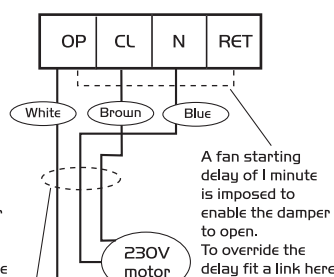 OP CL N RET
White Brown Blue
A fan starting
delay of 1 minute
is imposed to
enable the damper
to open.
To override the
delay fit a link here
230V
motor